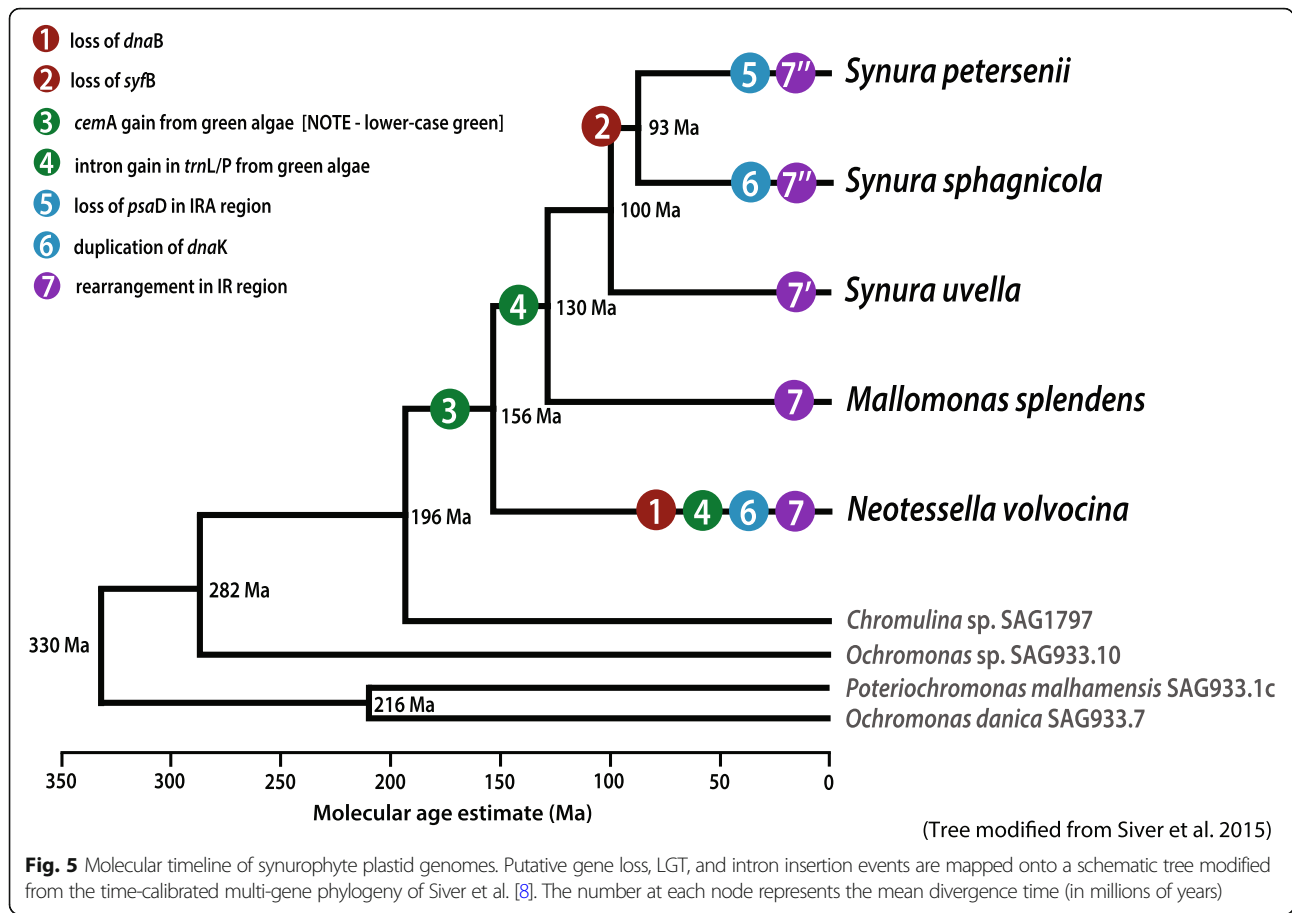 1 loss of dnaB
2 loss of syfB
3 cemA gain from green algae [NOTE - lower-case green]
4 intron gain in trnL/P from green algae
5 loss of psaD in IRA region
6 duplication of dnaK
7 rearrangement in IR region
5 7′′ Synura petersenii
2 93 Ma
6 7′′ Synura sphagnicola
100 Ma
7′ Synura uvella
4 130 Ma
7 Mallomonas splendens
3 156 Ma
1 4 6 7 Neotessella volvocina
196 Ma
282 Ma
Chromulina sp. SAG1797
330 Ma
Ochromonas sp. SAG933.10
Poteriochromonas malhamensis SAG933.1c
216 Ma
Ochromonas danica SAG933.7
350 300 250 200 150 100 50 0
Molecular age estimate (Ma)
(Tree modified from Siver et al. 2015)
Fig. 5 Molecular timeline of synurophyte plastid genomes. Putative gene loss, LGT, and intron insertion events are mapped onto a schematic tree modified
from the time-calibrated multi-gene phylogeny of Siver et al. [8]. The number at each node represents the mean divergence time (in millions of years)